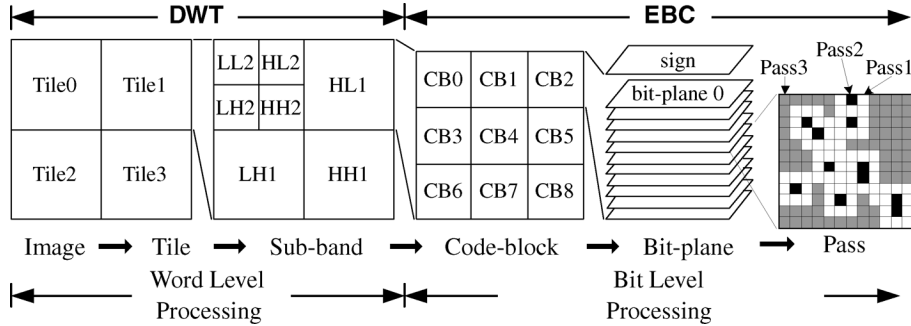 DWT EBC
Tile0 Tile1
Tile2 Tile3
LL2 HL2
LH2 HH2
HL1
LH1 HH1
CB0 CB1 CB2
CB3 CB4 CB5
CB6 CB7 CB8
sign
bit-plane 0
Pass2
Pass3 Pass1
Image Tile Sub-band Code-block Bit-plane Pass
Word Level
Processing
Bit Level
Processing